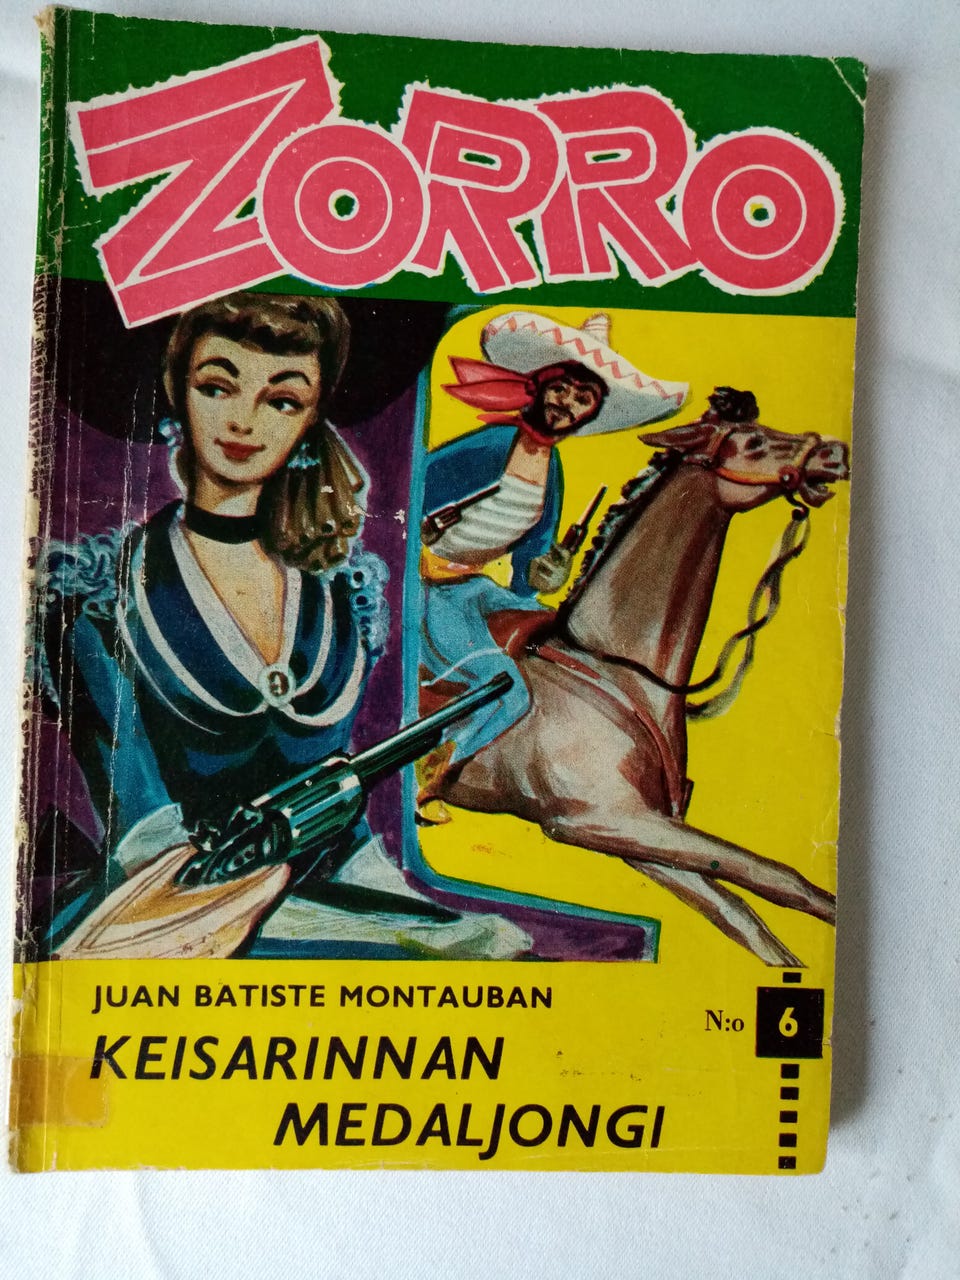 ZORRO
JUAN BATISTE MONTAUBAN
N:o 6
KEISARINNAN
MEDALJONGI